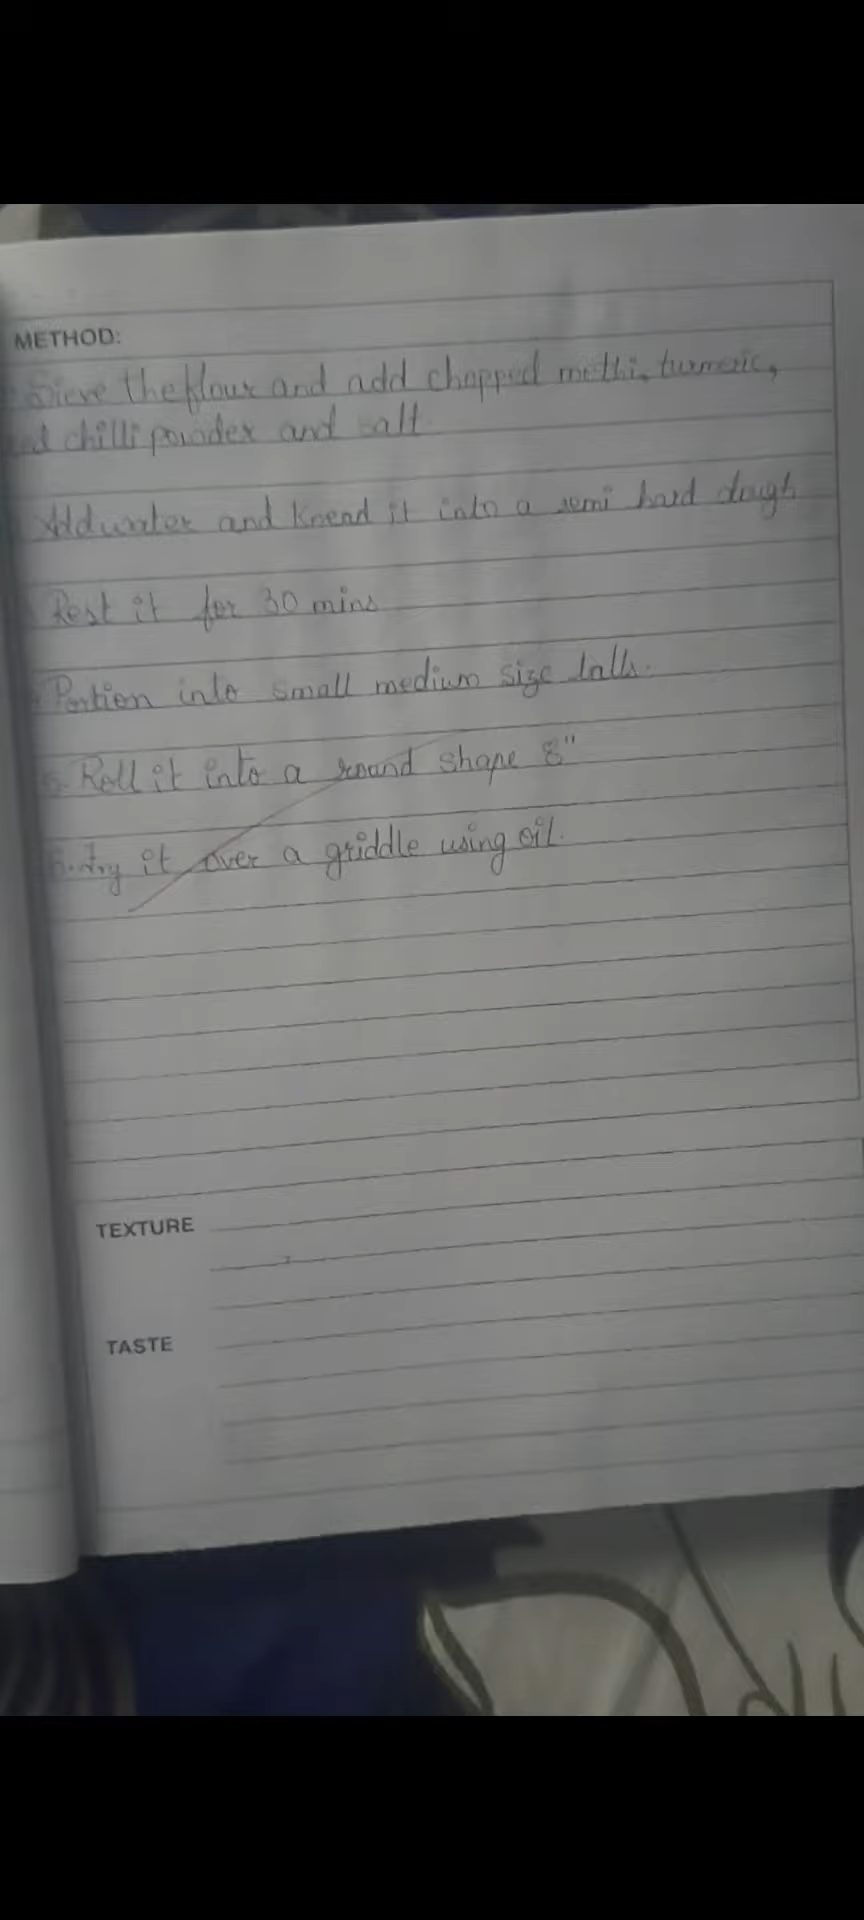 METHOD:
Sieve the flour and add chopped methi, turmeric,
chilli powder and salt.
Add water and knead it into a semi hard dough
Rest it for 30 mins
Portion into small medium size balls.
Roll it into a round shape 8"
6. Fry it over a griddle using oil.
TEXTURE
TASTE